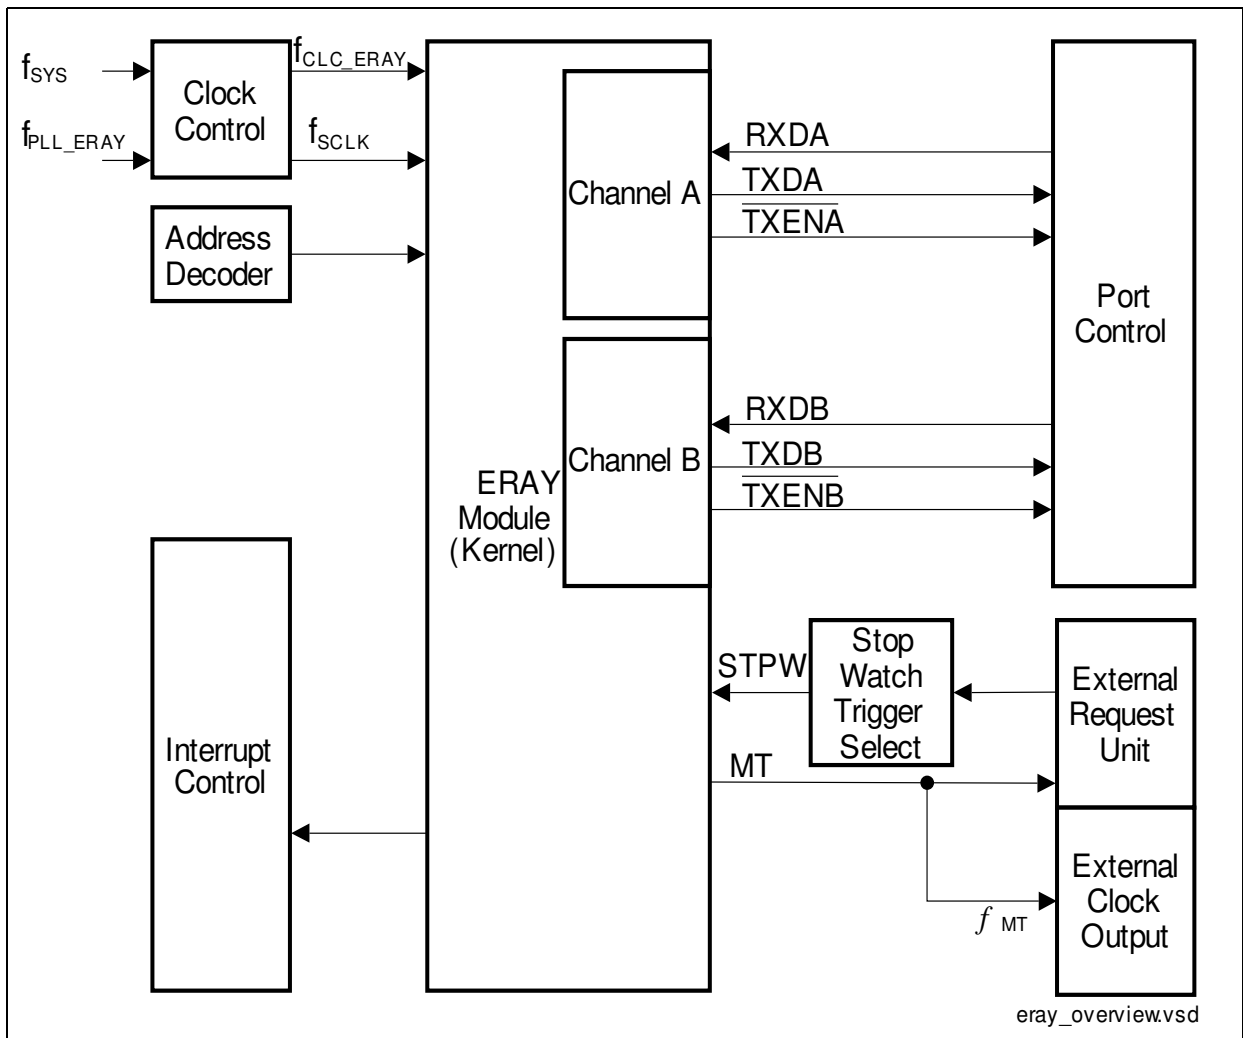 fSYS
fPLL_ERAY
Clock
Control
fCLC_ERAY
fSCLK
Address
Decoder
Interrupt
Control
ERAY
Module
(Kernel)
Channel A
Channel B
RXDA
TXDA
TXENA
RXDB
TXDB
TXENB
Port
Control
STPW
Stop
Watch
Trigger
Select
MT
External
Request
Unit
External
Clock
Output
f MT
eray_overview.vsd